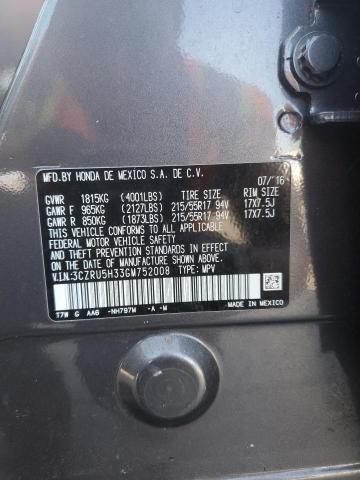 MFD.BY HONDA DE MEXICO S.A. DE C.V. 07/16
GVWR 1815KG (4001LBS) TIRE SIZE RIM SIZE
GAWR F 965KG (2127LBS) 215/55R17 94V 17X7.5J
GAWR R 850KG (1873LBS) 215/55R17 94V 17X7.5J
THIS VEHICLE CONFORMS TO ALL APPLICABLE
FEDERAL MOTOR VEHICLE SAFETY, BUMPER, AND
THEFT PREVENTION STANDARDS IN EFFECT ON THE
DATE OF MANUFACTURE SHOWN ABOVE.
V.I.N:3CZRU5H33GM752008 TYPE: MPV
T7W G AA6 -NH797M -A -M MADE IN MEXICO